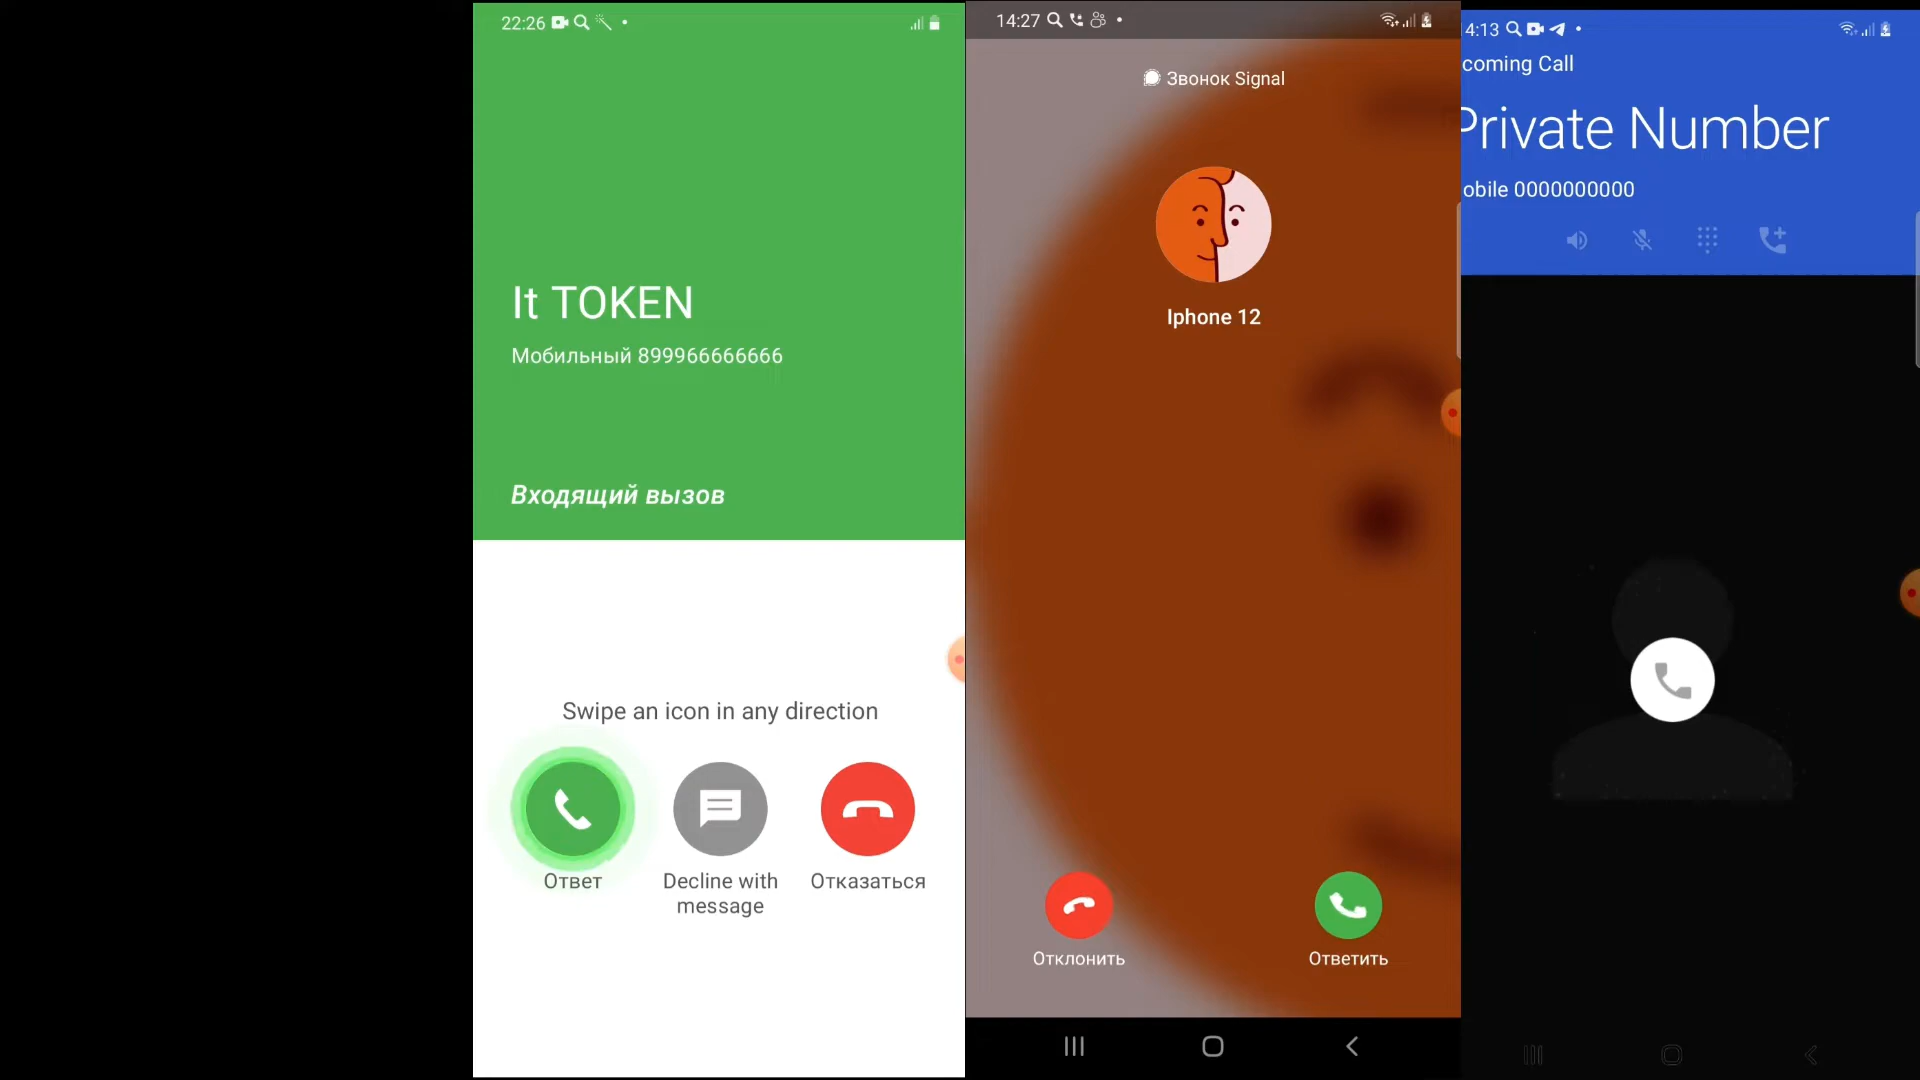 22:26
It TOKEN
Мобильный 899966666666
Входящий вызов
Swipe an icon in any direction
Ответ
Decline with
message
Отказаться
14:27
Звонок Signal
Iphone 12
Отклонить
Ответить
4:13
coming Call
Private Number
obile 0000000000